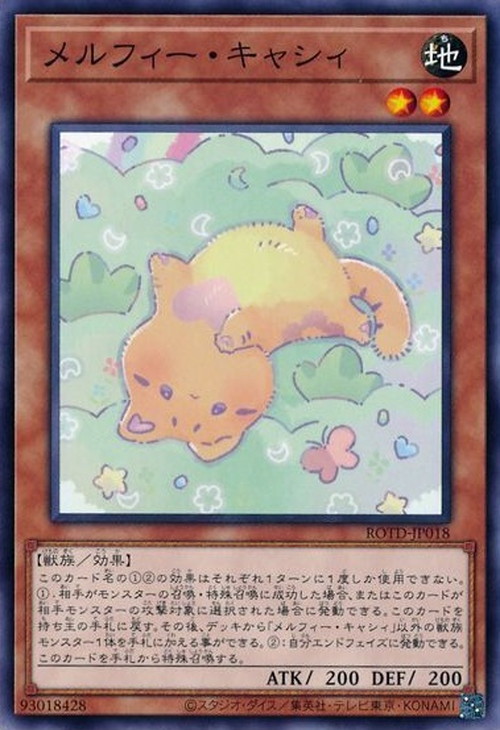 メルフィー・キャシィ
地
ROTD-JP018
【獣族／効果】
このカード名の①②の効果はそれぞれ1ターンに1度しか使用できない。
①：相手がモンスターの召喚・特殊召喚に成功した場合、またはこのカードが
相手モンスターの攻撃対象に選択された場合に発動できる。このカードを
持ち主の手札に戻す。その後、デッキから「メルフィー・キャシィ」以外の獣族
モンスター1体を手札に加える事ができる。②：自分エンドフェイズに発動できる。
このカードを手札から特殊召喚する。
ATK/ 200 DEF/ 200
93018428
©スタジオ・ダイス／集英社・テレビ東京・KONAMI